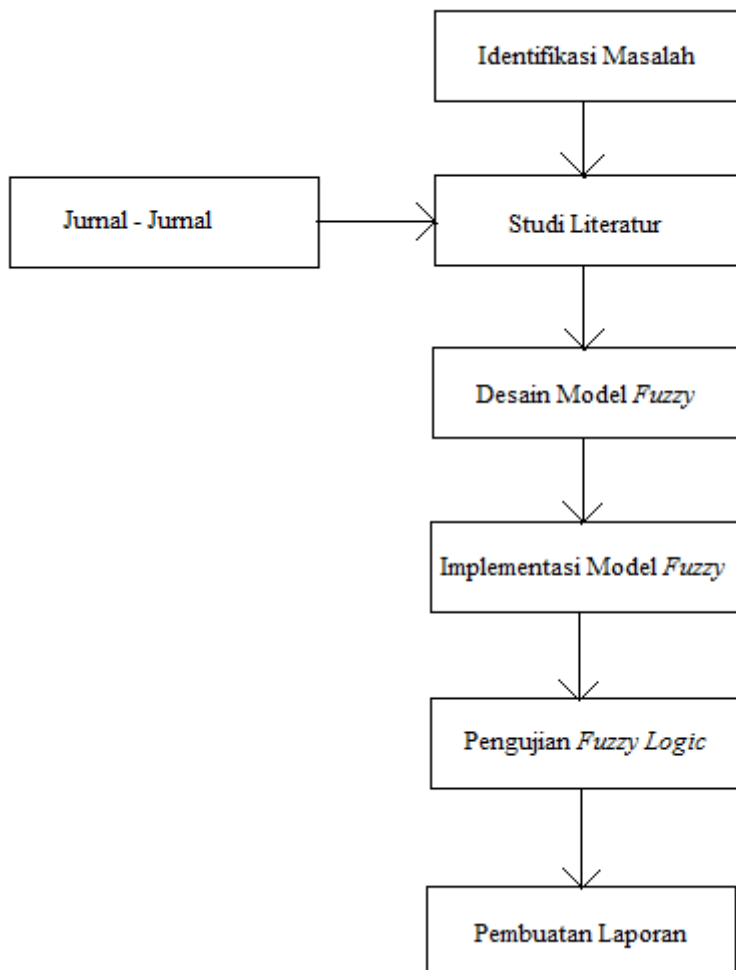 Identifikasi Masalah
Jurnal - Jurnal
Studi Literatur
Desain Model Fuzzy
Implementasi Model Fuzzy
Pengujian Fuzzy Logic
Pembuatan Laporan